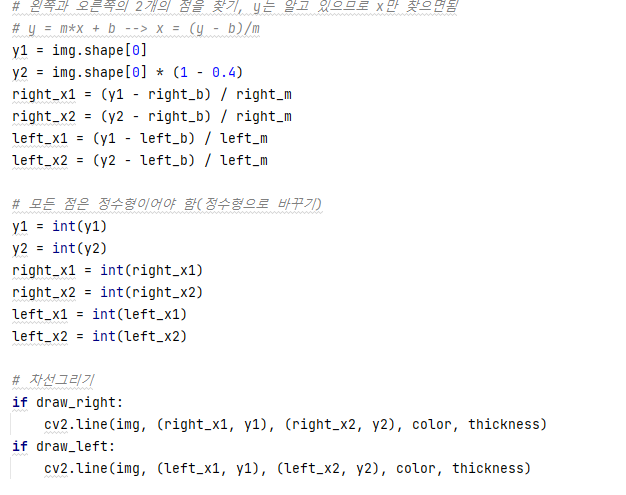 # 왼쪽과 오른쪽의 2개의 점을 찾기, y는 알고 있으므로 x만 찾으면됨
# y = m*x + b --> x = (y - b)/m
y1 = img.shape[0]
y2 = img.shape[0] * (1 - 0.4)
right_x1 = (y1 - right_b) / right_m
right_x2 = (y2 - right_b) / right_m
left_x1 = (y1 - left_b) / left_m
left_x2 = (y2 - left_b) / left_m
# 모든 점은 정수형이어야 함(정수형으로 바꾸기)
y1 = int(y1)
y2 = int(y2)
right_x1 = int(right_x1)
right_x2 = int(right_x2)
left_x1 = int(left_x1)
left_x2 = int(left_x2)
# 차선그리기
if draw_right:
    cv2.line(img, (right_x1, y1), (right_x2, y2), color, thickness)
if draw_left:
    cv2.line(img, (left_x1, y1), (left_x2, y2), color, thickness)